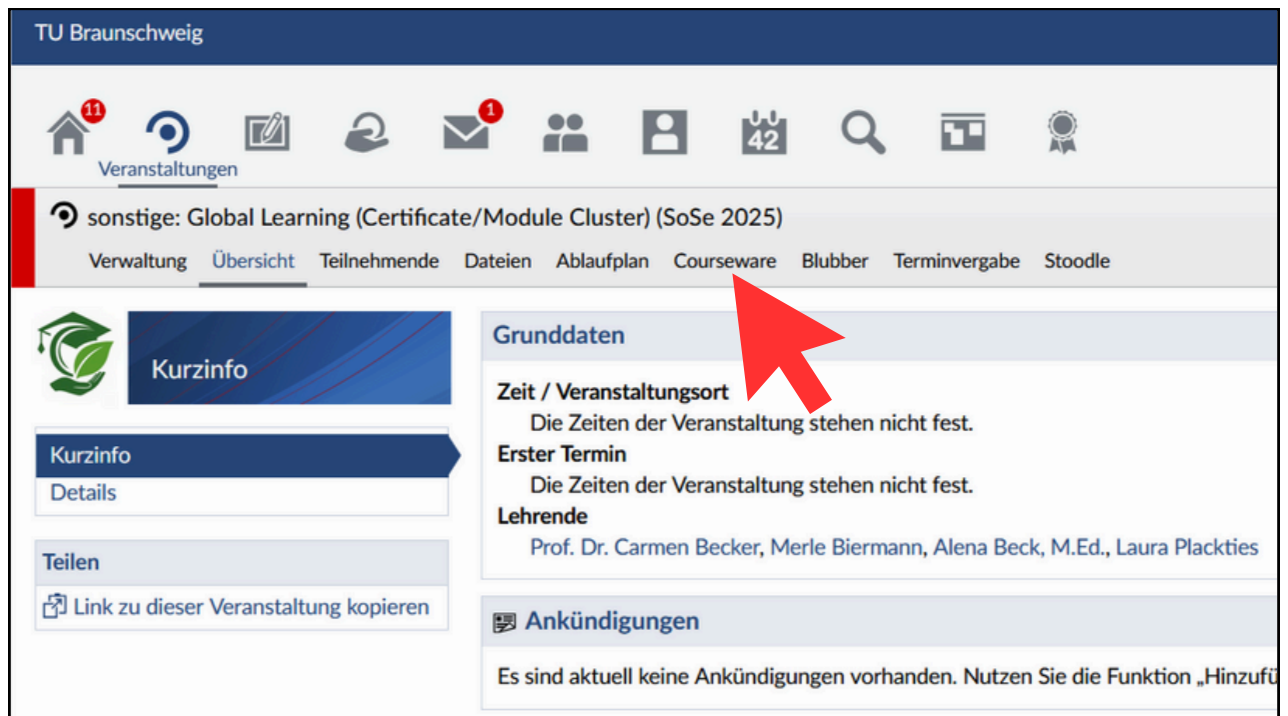 TU Braunschweig
11
1
42
Veranstaltungen
sonstige: Global Learning (Certificate/Module Cluster) (SoSe 2025)
Verwaltung Übersicht Teilnehmende Dateien Ablaufplan Courseware Blubber Terminvergabe Stoodle
Kurzinfo
Kurzinfo
Details
Teilen
Link zu dieser Veranstaltung kopieren
Grunddaten
Zeit / Veranstaltungsort
Die Zeiten der Veranstaltung stehen nicht fest.
Erster Termin
Die Zeiten der Veranstaltung stehen nicht fest.
Lehrende
Prof. Dr. Carmen Becker, Merle Biermann, Alena Beck, M.Ed., Laura Plackties
Ankündigungen
Es sind aktuell keine Ankündigungen vorhanden. Nutzen Sie die Funktion „Hinzufü